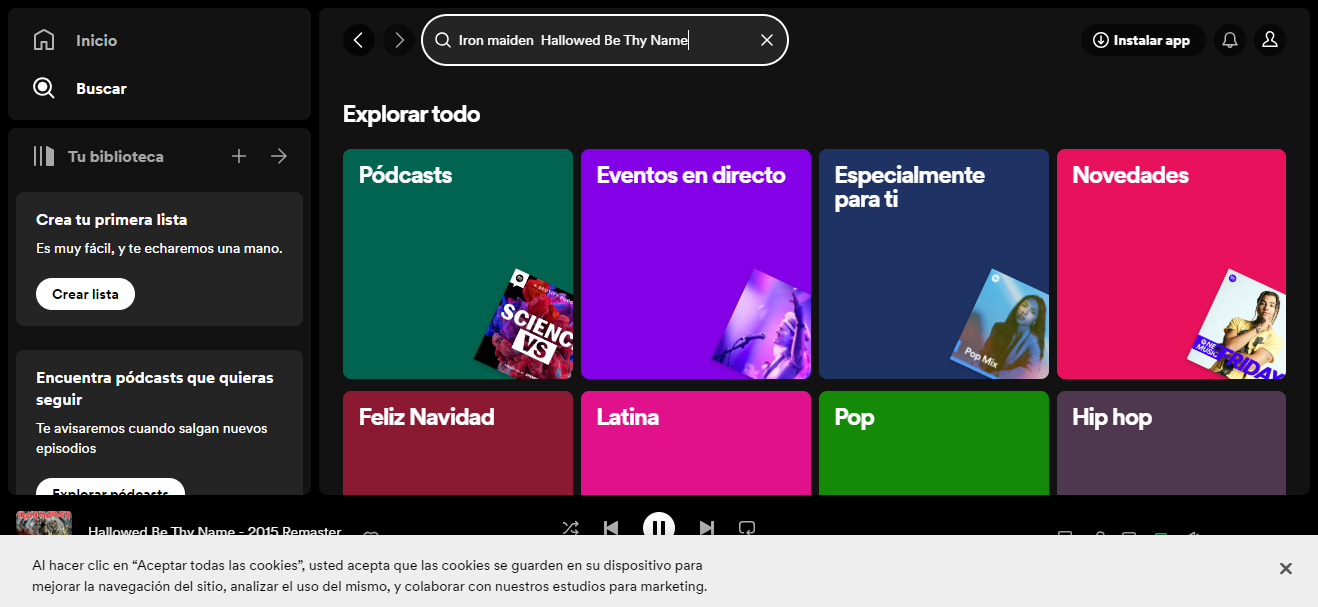 Inicio
Buscar
Tu biblioteca
Crea tu primera lista
Es muy fácil, y te echaremos una mano.
Crear lista
Encuentra pódcasts que quieras
seguir
Te avisaremos cuando salgan nuevos
episodios
Explorar pódcasts
Iron maiden  Hallowed Be Thy Name
Instalar app
Explorar todo
Pódcasts
SCIENC
VS
Eventos en directo
Especialmente
para ti
Pop Mix
Novedades
NE
MUSIC
FRIDAY
Feliz Navidad
Latina
Pop
Hip hop
IRON MAIDEN
Hallowed Be Thy Name - 2015 Remaster
Al hacer clic en “Aceptar todas las cookies”, usted acepta que las cookies se guarden en su dispositivo para
mejorar la navegación del sitio, analizar el uso del mismo, y colaborar con nuestros estudios para marketing.